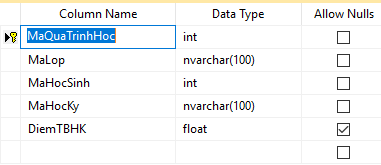 Column Name Data Type Allow Nulls
MaQuaTrinhHoc int
MaLop nvarchar(100)
MaHocSinh int
MaHocKy nvarchar(100)
DiemTBHK float